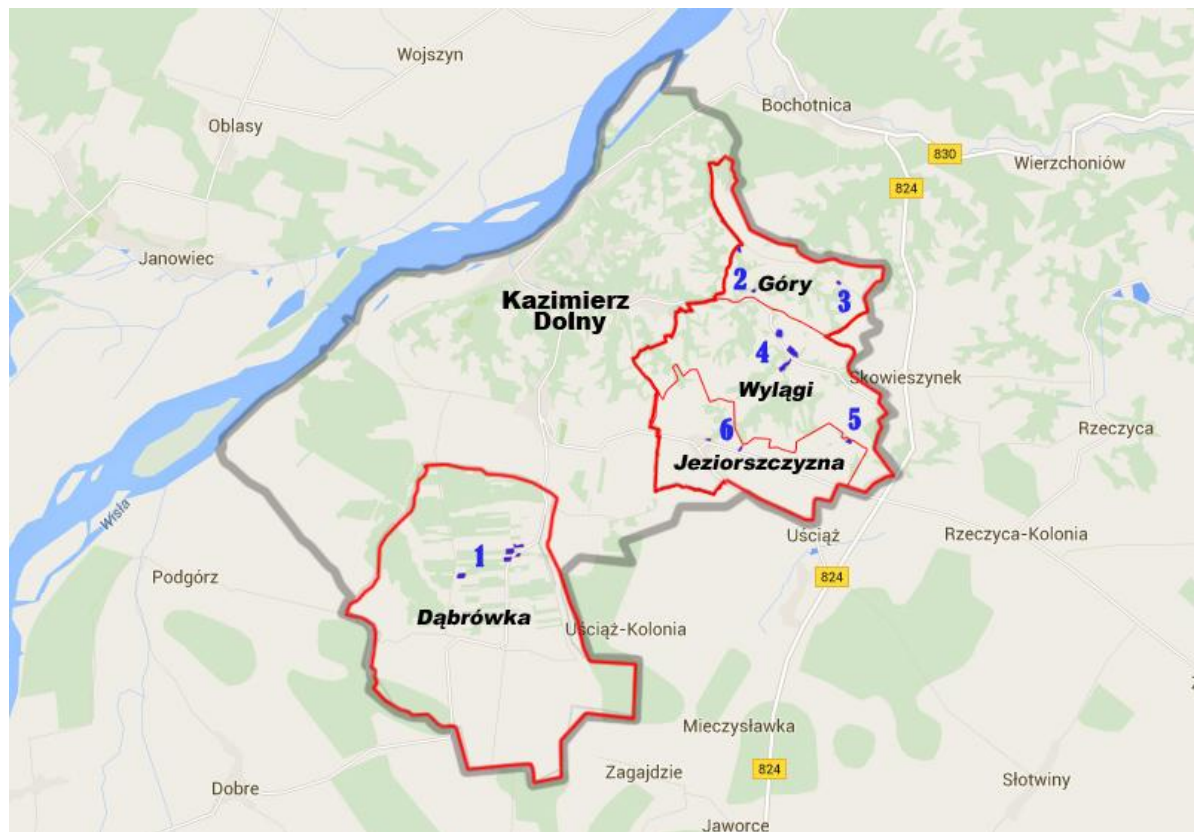 Wojszyn
Bochotnica
Oblasy
830
Wierzchoniów
824
Janowiec
2
Góry
3
Kazimierz
Dolny
4
Skowieszynek
Wylągi
5
6
Rzeczyca
Jeziorszczyzna
Wisła
Uściąż
Rzeczyca-Kolonia
1
Podgórz
824
Dąbrówka
Uściąż-Kolonia
Mieczysławka
Zagajdzie
824
Słotwiny
Dobre
Jaworce